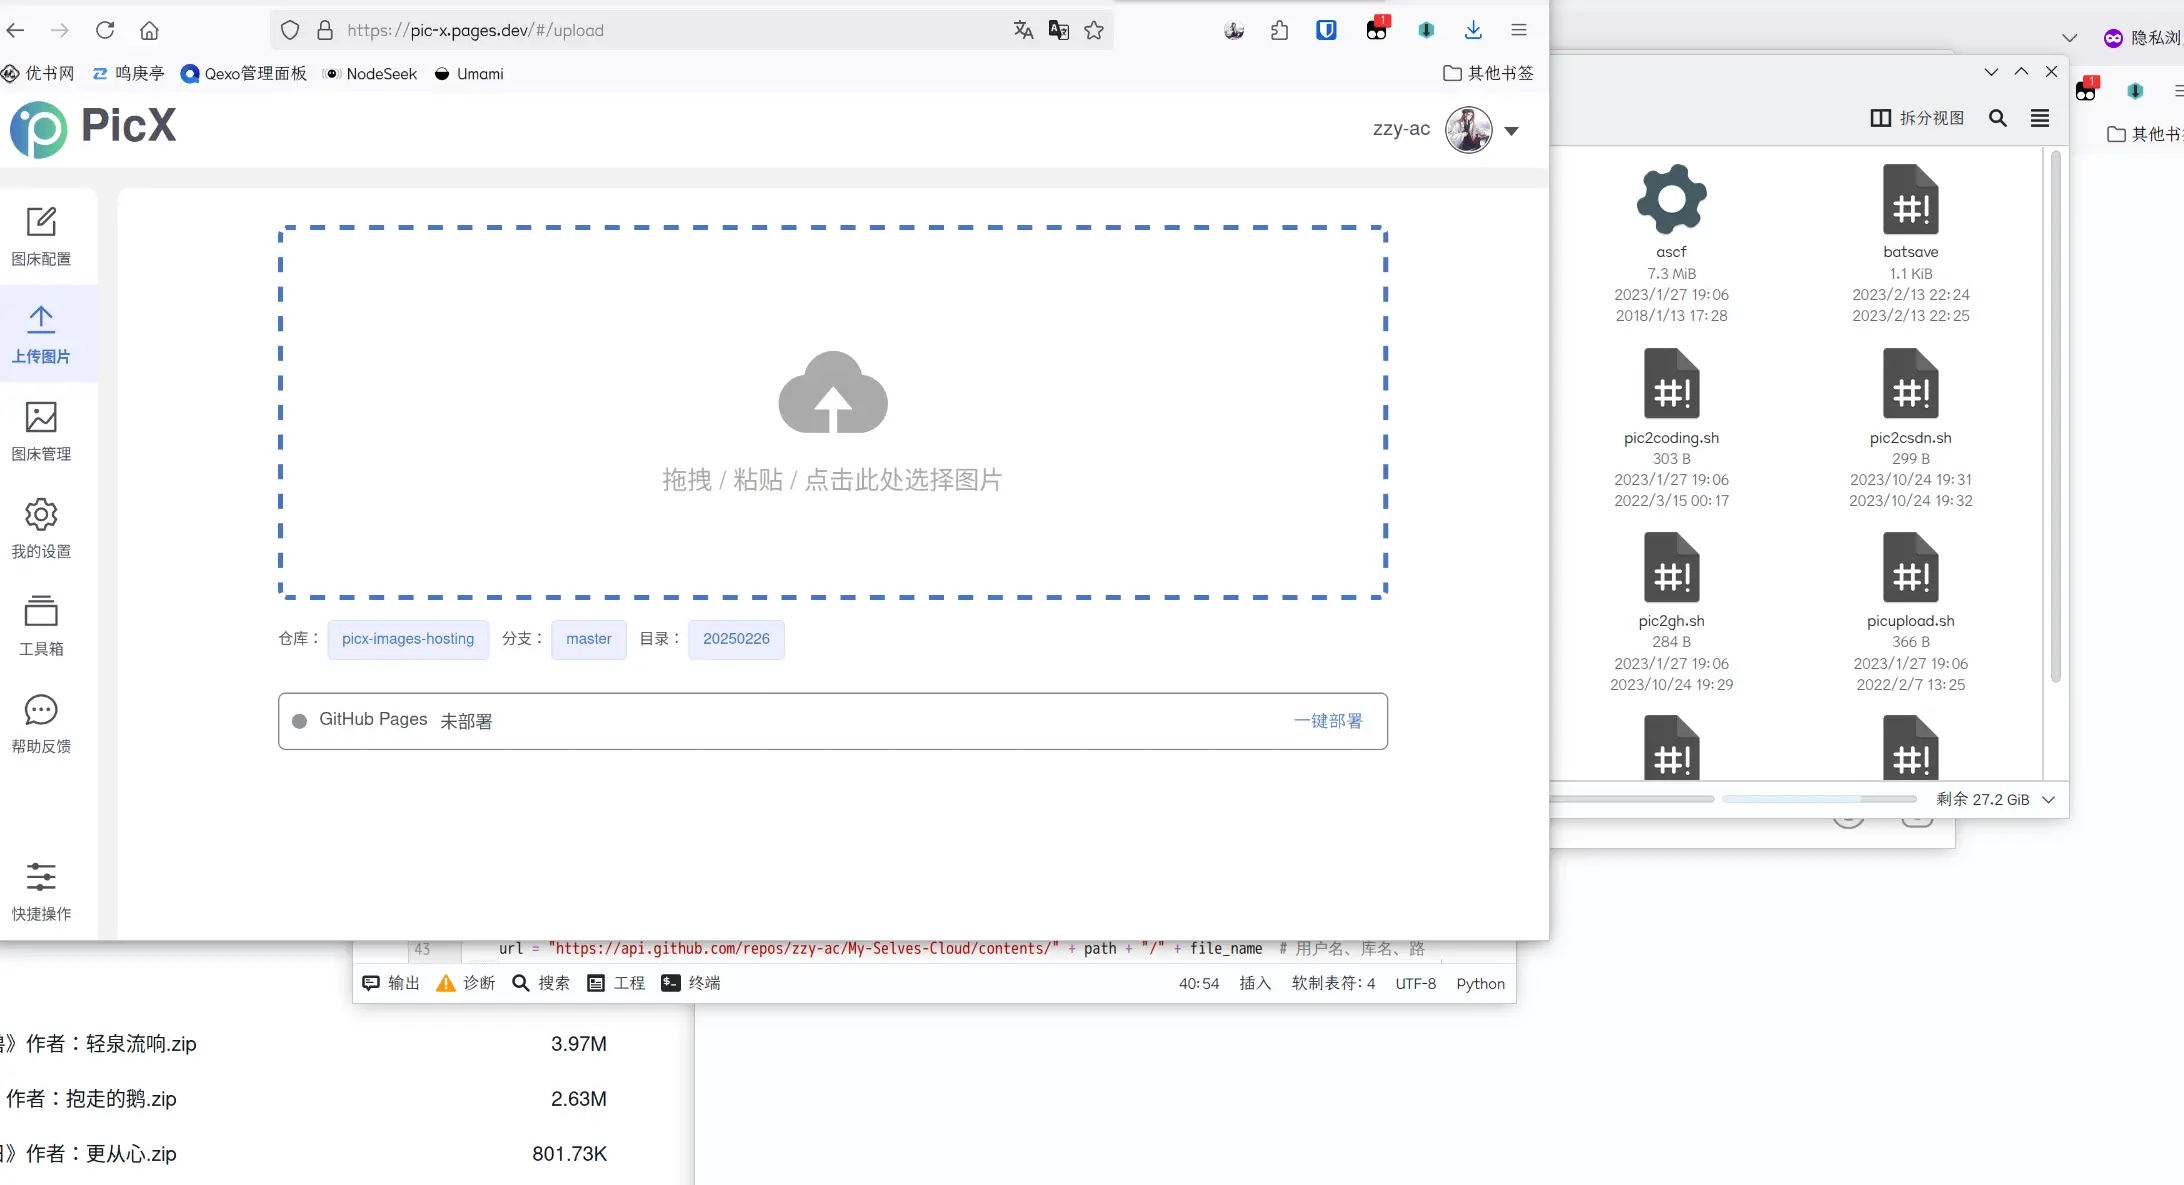 https://pic-x.pages.dev/#/upload
1
隐私浏
优书网
鸣庚亭
Qexo管理面板
NodeSeek
Umami
其他书签
1
其他书
PicX
zzy-ac
拆分视图
图床配置
上传图片
图床管理
我的设置
工具箱
帮助反馈
快捷操作
拖拽 / 粘贴 / 点击此处选择图片
仓库：
picx-images-hosting
分支：
master
目录：
20250226
GitHub Pages 未部署
一键部署
ascf
7.3 MiB
2023/1/27 19:06
2018/1/13 17:28
batsave
1.1 KiB
2023/2/13 22:24
2023/2/13 22:25
pic2coding.sh
303 B
2023/1/27 19:06
2022/3/15 00:17
pic2csdn.sh
299 B
2023/10/24 19:31
2023/10/24 19:32
pic2gh.sh
284 B
2023/1/27 19:06
2023/10/24 19:29
picupload.sh
366 B
2023/1/27 19:06
2022/2/7 13:25
剩余 27.2 GiB
43 url = "https://api.github.com/repos/zzy-ac/My-Selves-Cloud/contents/" + path + "/" + file_name # 用户名、库名、路
输出
诊断
搜索
工程
终端
40:54
插入
软制表符: 4
UTF-8
Python
》作者：轻泉流响.zip 3.97M
作者：抱走的鹅.zip 2.63M
》作者：更从心.zip 801.73K